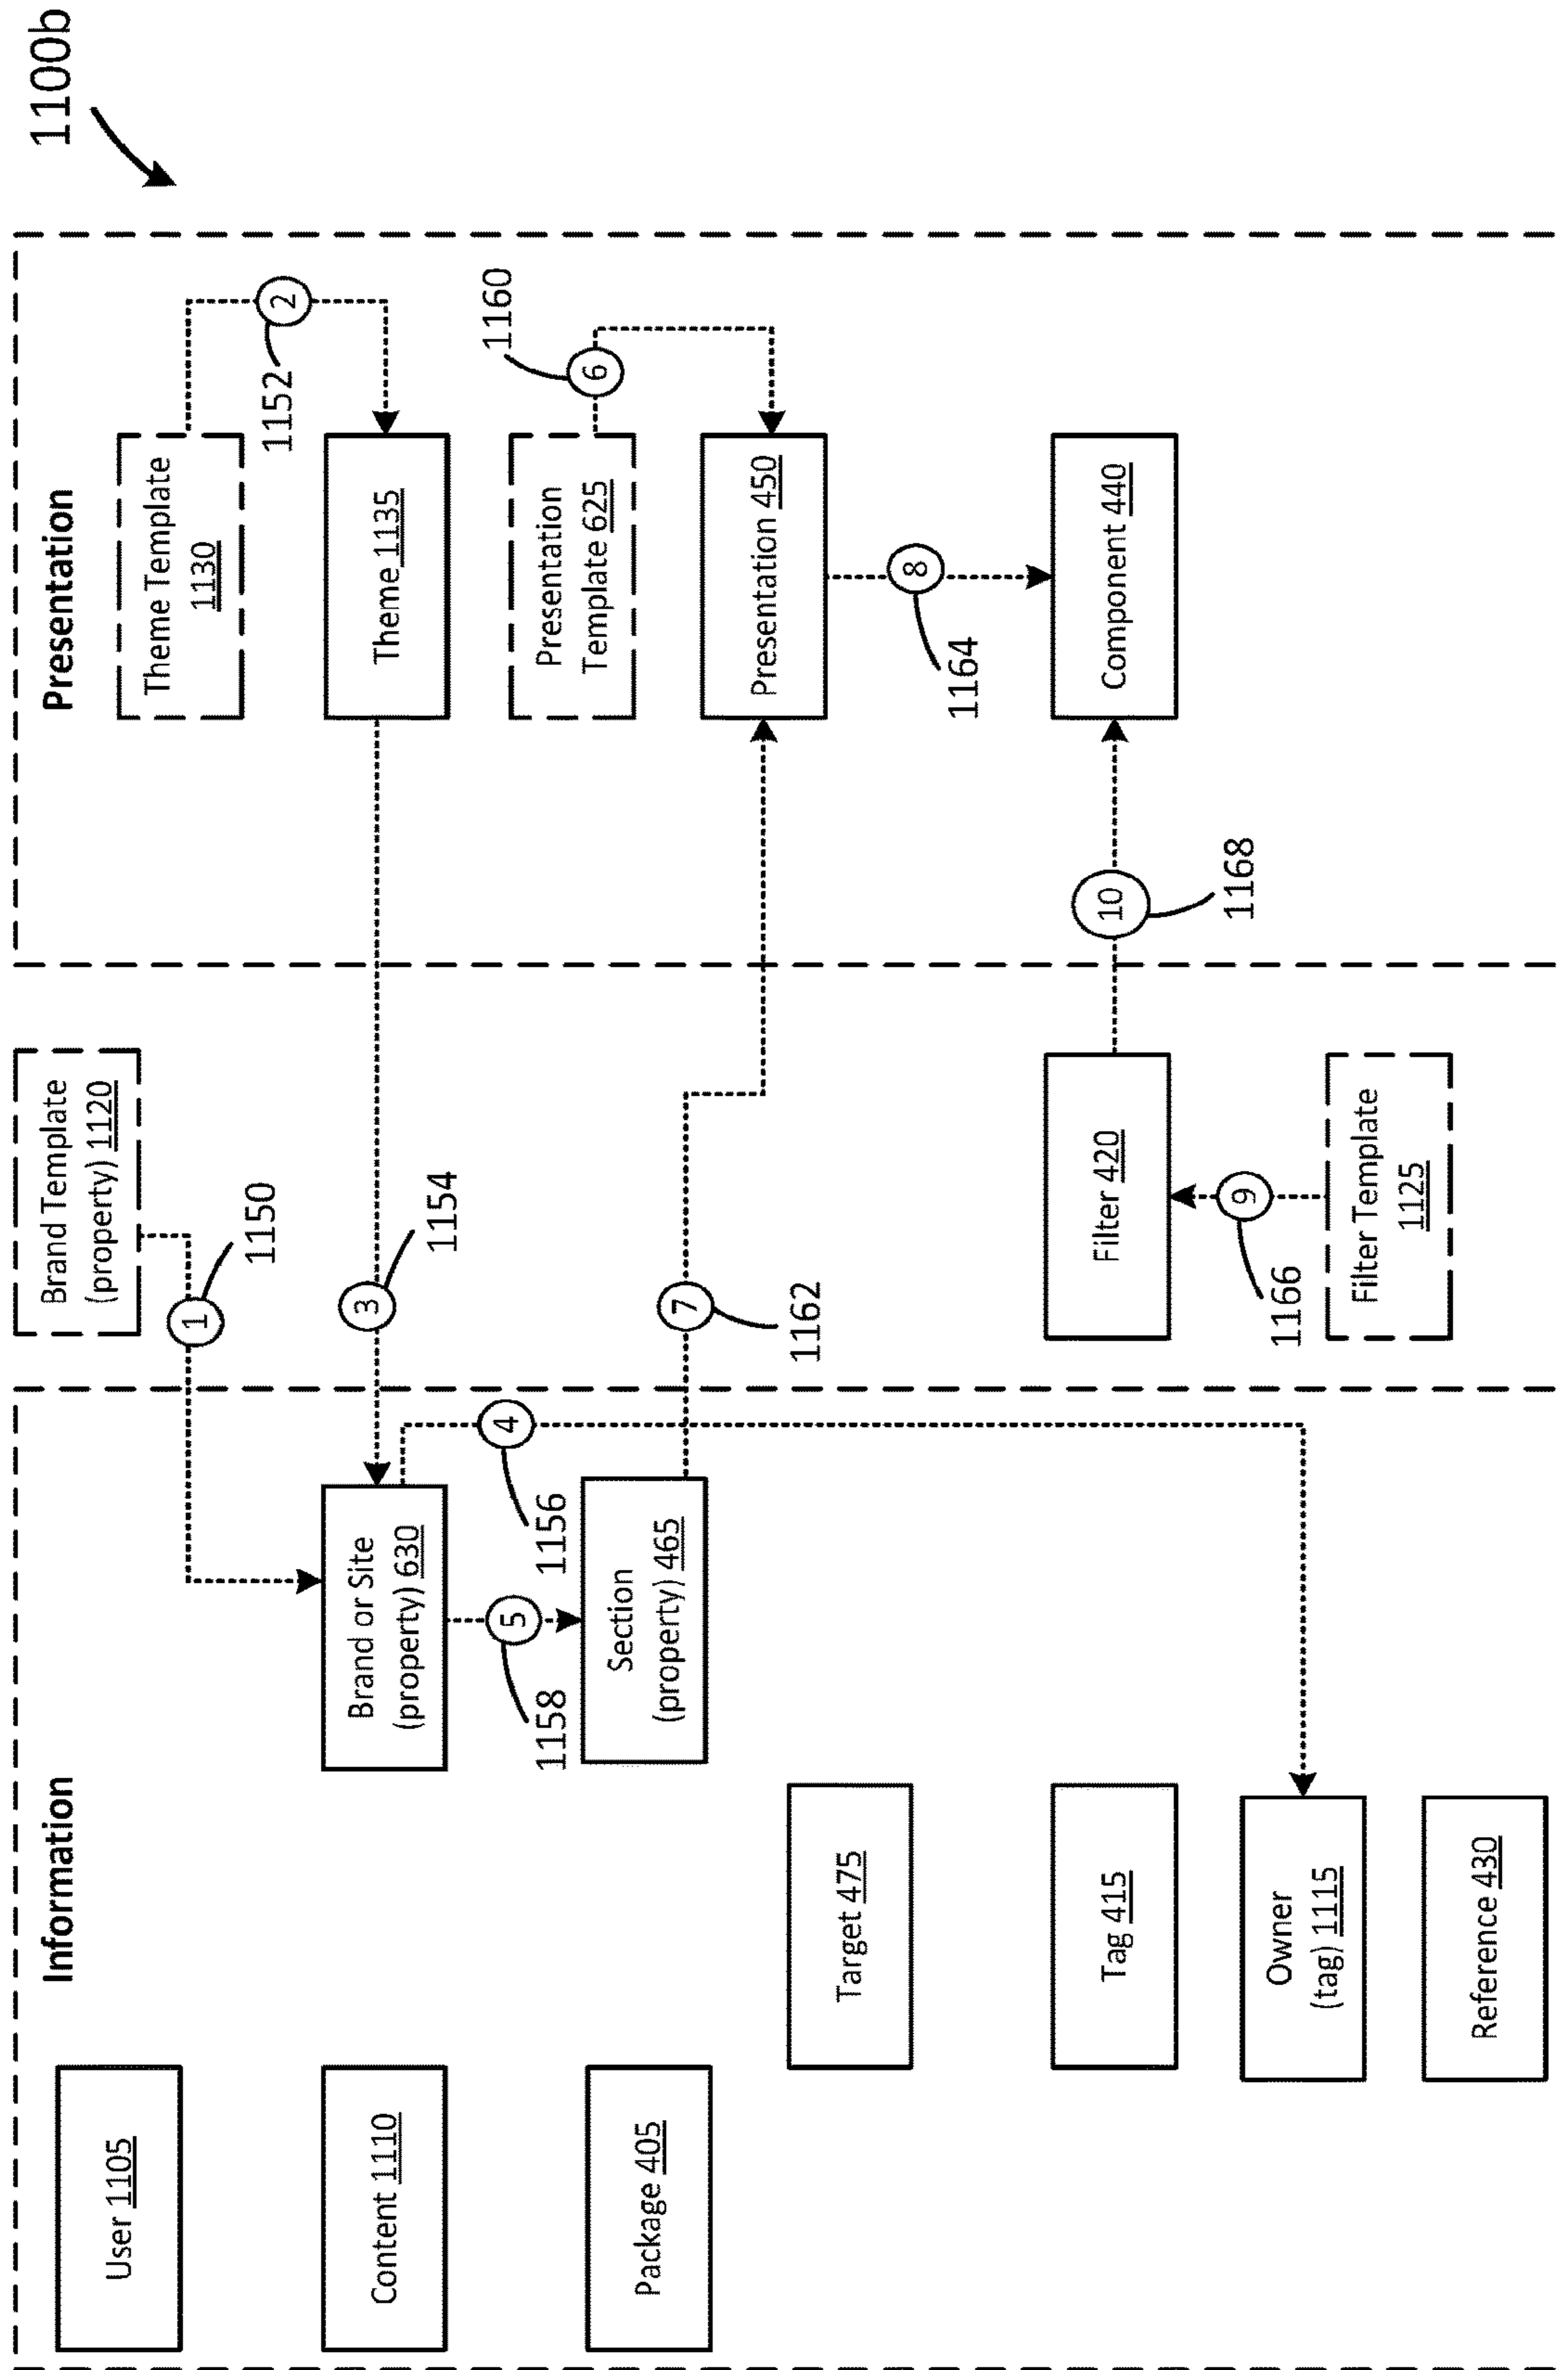 1100b
Information
Presentation
User 1105
Content 1110
Package 405
Target 475
Tag 415
Owner
(tag) 1115
Reference 430
Brand or Site
(property) 630
Section
(property) 465
Brand Template
(property) 1120
Filter 420
Filter Template
1125
Theme Template
1130
Theme 1135
Presentation
Template 625
Presentation 450
Component 440
1
1150
2
1152
3
1154
4
1156
5
1158
6
1160
7
1162
8
1164
9
1166
10
1168